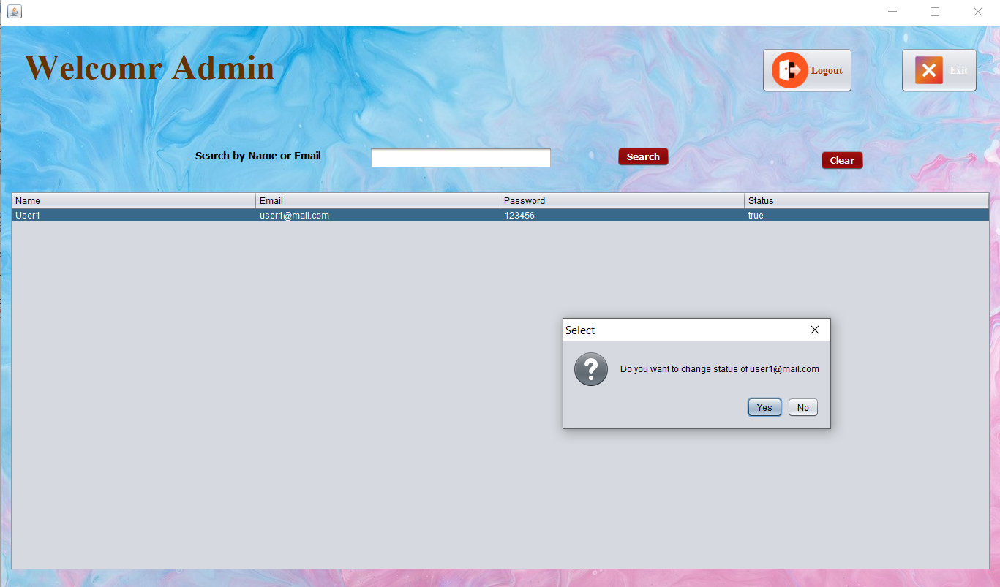 Welcomr Admin
Logout
Exit
Search by Name or Email
Search
Clear
Name Email Password Status
User1 user1@mail.com 123456 true
Select
Do you want to change status of user1@mail.com
Yes No